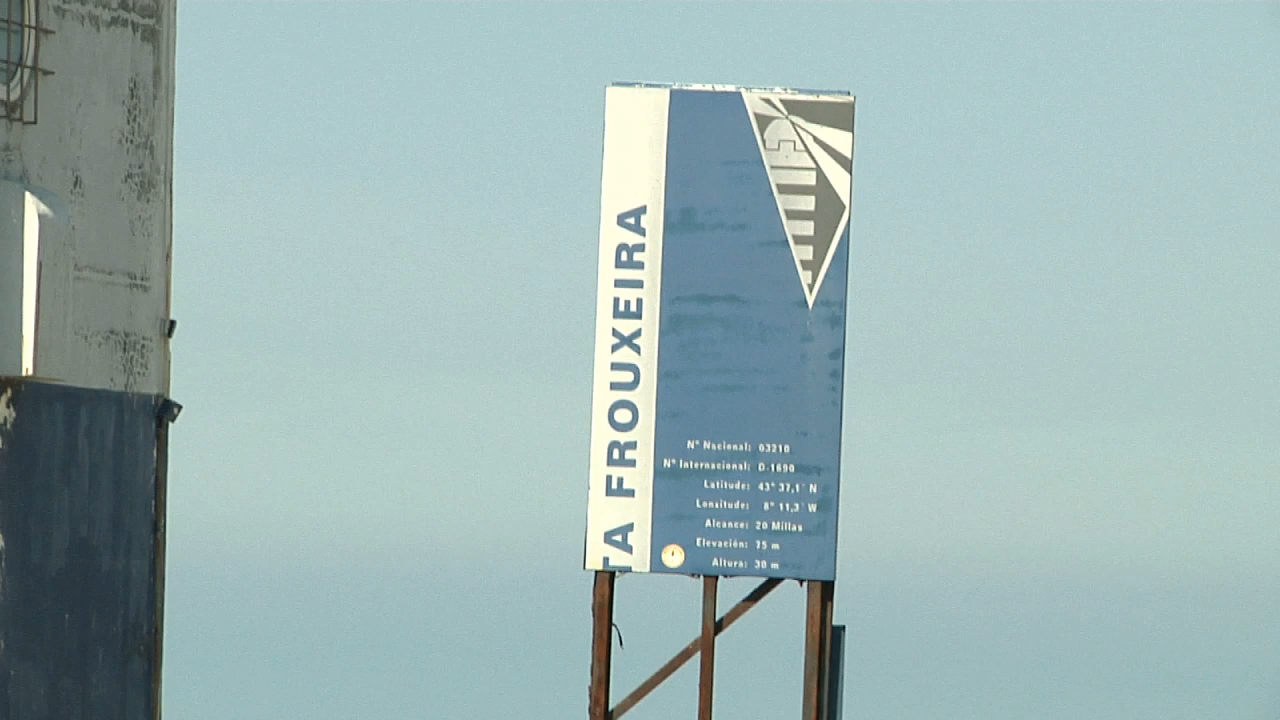 TA FROUXEIRA
Nº Nacional: 03210
Nº Internacional: D-1690
Latitude: 43° 37,1´ N
Lonxitude: 8° 11,3´ W
Alcance: 20 Millas
Elevación: 75 m
Altura: 30 m